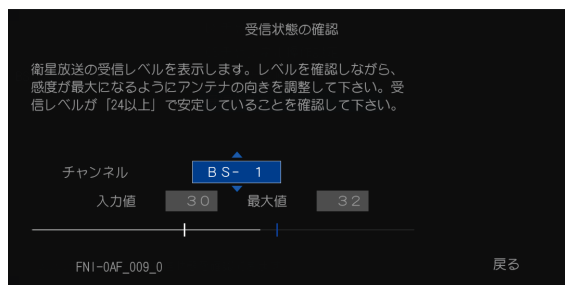 受信状態の確認
衛星放送の受信レベルを表示します。レベルを確認しながら、
感度が最大になるようにアンテナの向きを調整して下さい。受
信レベルが「24以上」で安定していることを確認して下さい。
チャンネル ＢＳ− １
入力値 ３０ 最大値 ３２
FNI-0AF_009_0 戻る